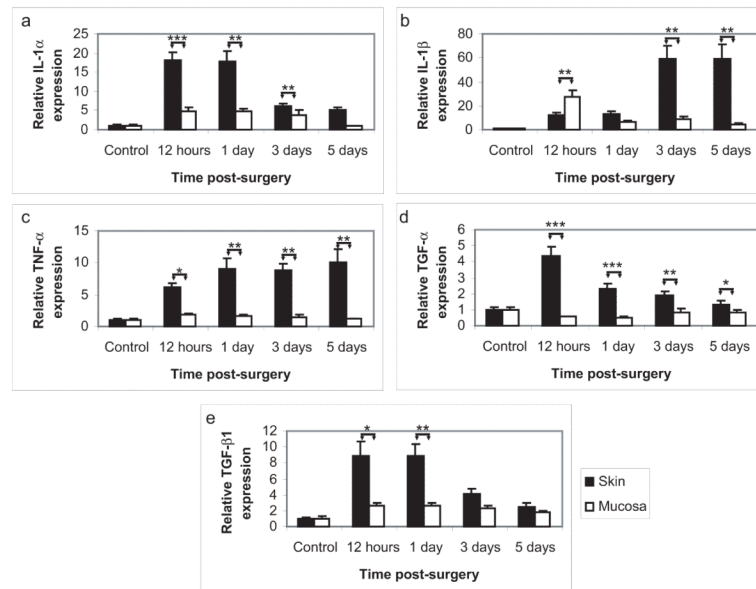 a
Relative IL-1α
expression
25
20
15
10
5
0
***
**
**
Control
12 hours
1 day
3 days
5 days
Time post-surgery
b
Relative IL-1β
expression
80
60
40
20
0
**
**
**
Control
12 hours
1 day
3 days
5 days
Time post-surgery
c
Relative TNF-α
expression
15
10
5
0
*
**
**
**
Control
12 hours
1 day
3 days
5 days
Time post-surgery
d
Relative TGF-α
expression
6
5
4
3
2
1
0
***
***
**
*
Control
12 hours
1 day
3 days
5 days
Time post-surgery
e
Relative TGF-β1
expression
12
10
8
6
4
2
0
*
**
Control
12 hours
1 day
3 days
5 days
Time post-surgery
Skin
Mucosa